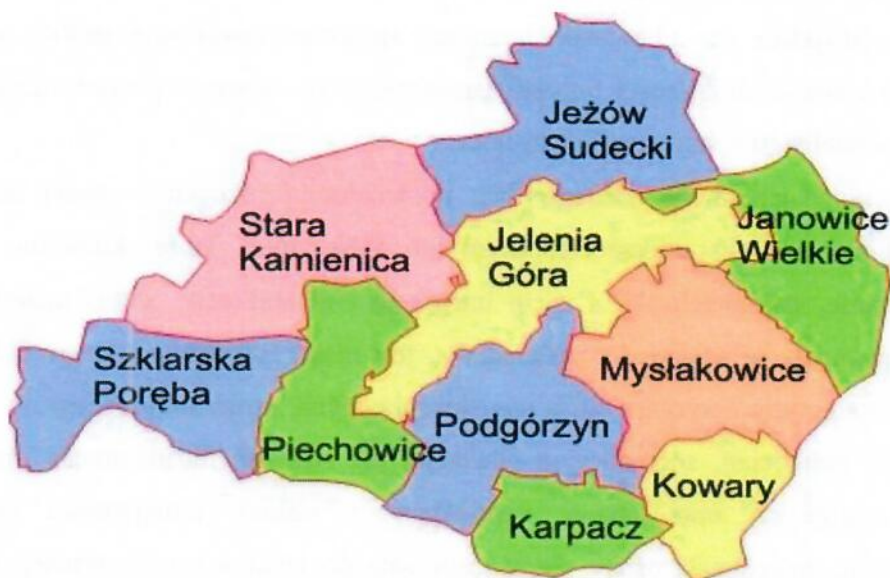 Jeżów
Sudecki
Stara
Kamienica
Jelenia
Góra
Janowice
Wielkie
Szklarska
Poręba
Mysłakowice
Piechowice
Podgórzyn
Kowary
Karpacz